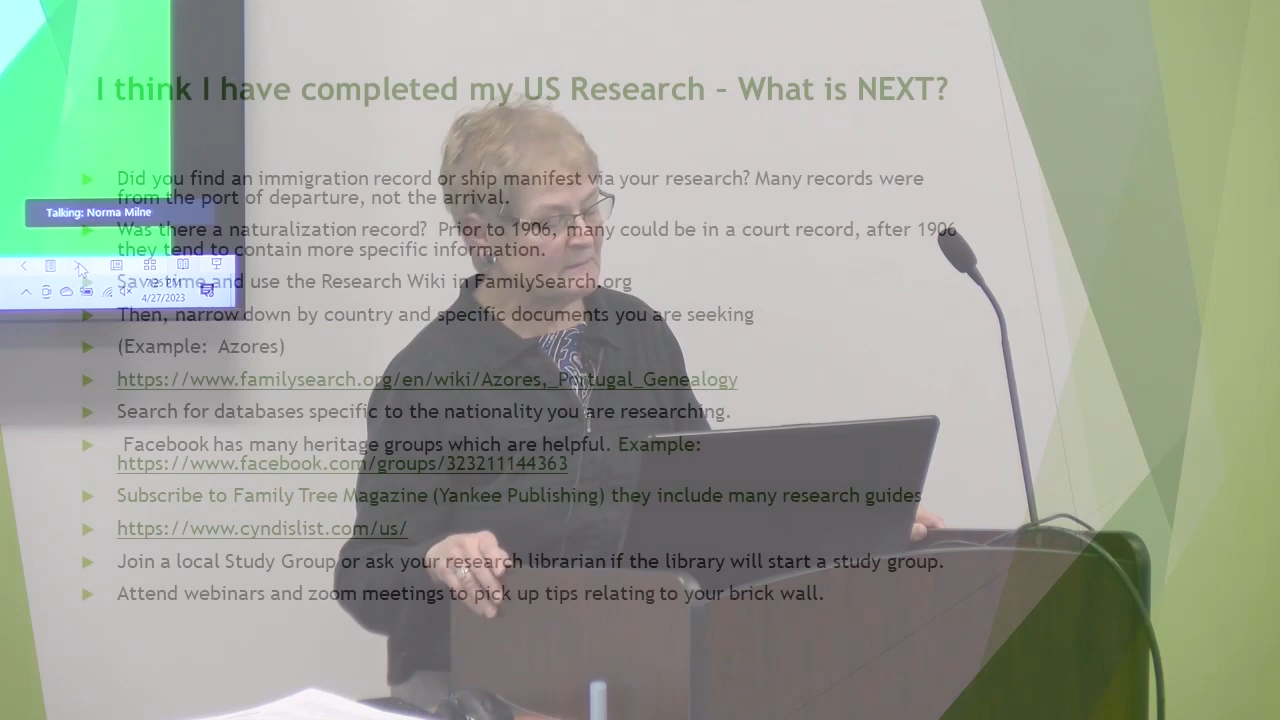 I think I have completed my US Research – What is NEXT?
Did you find an immigration record or ship manifest via your research? Many records were
from the port of departure, not the arrival.
Talking: Norma Milne
Was there a naturalization record? Prior to 1906, many could be in a court record, after 1906
they tend to contain more specific information.
Save time and use the Research Wiki in FamilySearch.org
4/27/2023
Then, narrow down by country and specific documents you are seeking
(Example: Azores)
https://www.familysearch.org/en/wiki/Azores,_Portugal_Genealogy
Search for databases specific to the nationality you are researching.
Facebook has many heritage groups which are helpful. Example:
https://www.facebook.com/groups/323211144363
Subscribe to Family Tree Magazine (Yankee Publishing) they include many research guides
https://www.cyndislist.com/us/
Join a local Study Group or ask your research librarian if the library will start a study group.
Attend webinars and zoom meetings to pick up tips relating to your brick wall.